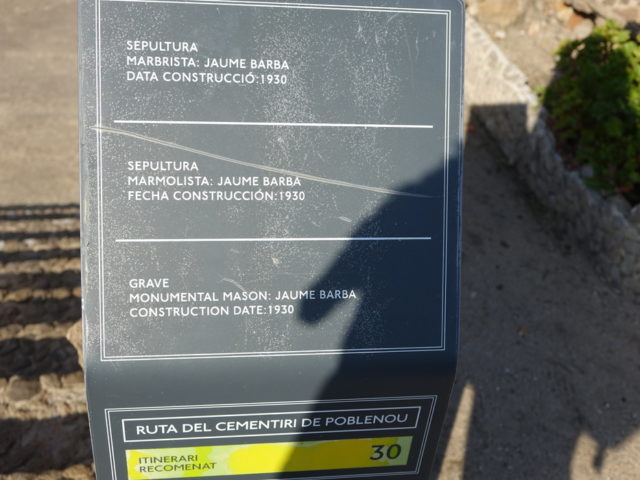 SEPULTURA
MARBRISTA: JAUME BARBA
DATA CONSTRUCCIÓ:1930
SEPULTURA
MARMOLISTA: JAUME BARBA
FECHA CONSTRUCCIÓN:1930
GRAVE
MONUMENTAL MASON: JAUME BARBA
CONSTRUCTION DATE:1930
RUTA DEL CEMENTIRI DE POBLENOU
ITINERARI
RECOMENAT
30